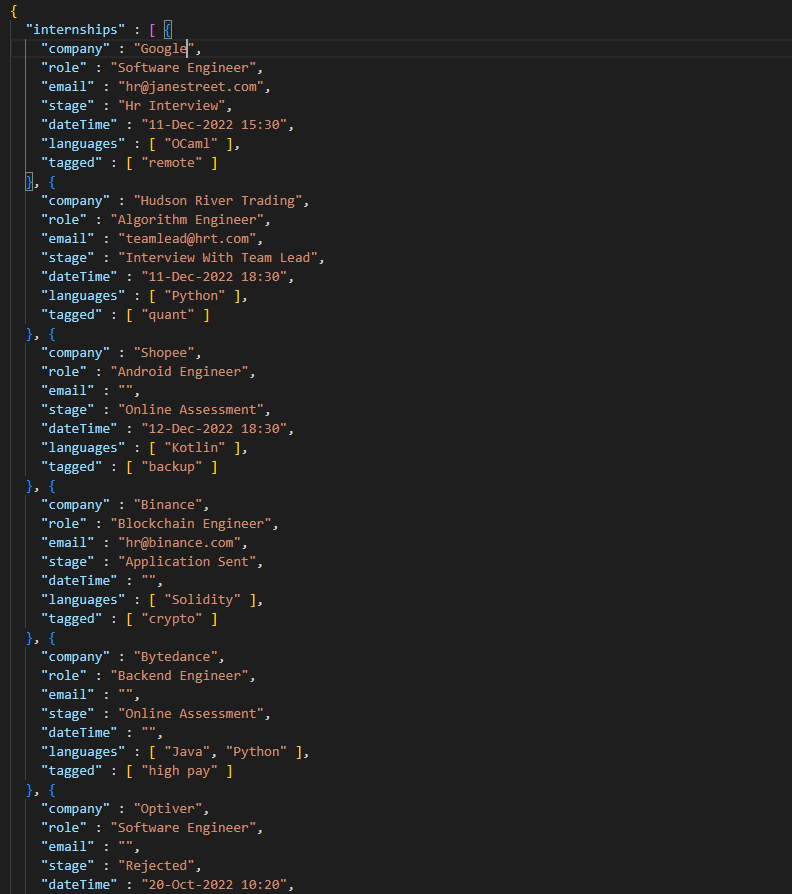 {
"internships" : [ {
"company" : "Google",
"role" : "Software Engineer",
"email" : "hr@janestreet.com",
"stage" : "Hr Interview",
"dateTime" : "11-Dec-2022 15:30",
"languages" : [ "OCaml" ],
"tagged" : [ "remote" ]
}, {
"company" : "Hudson River Trading",
"role" : "Algorithm Engineer",
"email" : "teamlead@hrt.com",
"stage" : "Interview With Team Lead",
"dateTime" : "11-Dec-2022 18:30",
"languages" : [ "Python" ],
"tagged" : [ "quant" ]
}, {
"company" : "Shopee",
"role" : "Android Engineer",
"email" : "",
"stage" : "Online Assessment",
"dateTime" : "12-Dec-2022 18:30",
"languages" : [ "Kotlin" ],
"tagged" : [ "backup" ]
}, {
"company" : "Binance",
"role" : "Blockchain Engineer",
"email" : "hr@binance.com",
"stage" : "Application Sent",
"dateTime" : "",
"languages" : [ "Solidity" ],
"tagged" : [ "crypto" ]
}, {
"company" : "Bytedance",
"role" : "Backend Engineer",
"email" : "",
"stage" : "Online Assessment",
"dateTime" : "",
"languages" : [ "Java", "Python" ],
"tagged" : [ "high pay" ]
}, {
"company" : "Optiver",
"role" : "Software Engineer",
"email" : "",
"stage" : "Rejected",
"dateTime" : "20-Oct-2022 10:20",